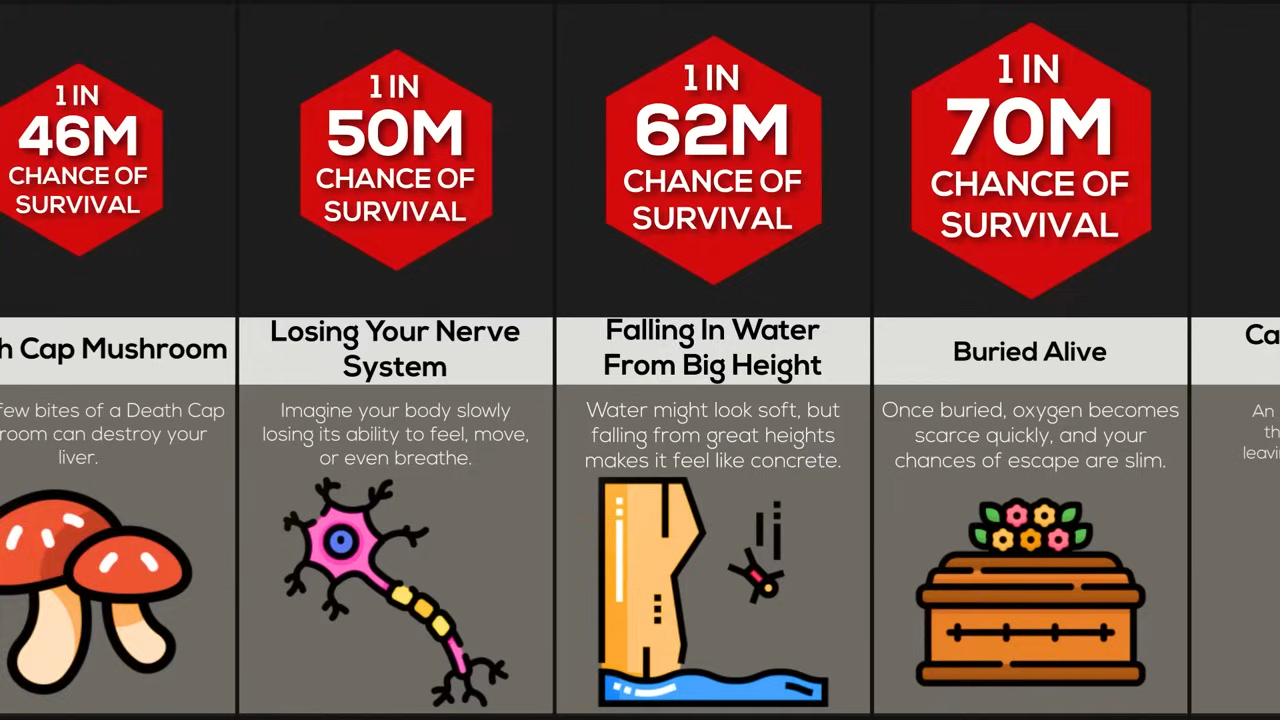 1 IN
46M
CHANCE OF
SURVIVAL
h Cap Mushroom
few bites of a Death Cap
room can destroy your
liver.
1 IN
50M
CHANCE OF
SURVIVAL
Losing Your Nerve
System
Imagine your body slowly
losing its ability to feel, move,
or even breathe.
1 IN
62M
CHANCE OF
SURVIVAL
Falling In Water
From Big Height
Water might look soft, but
falling from great heights
makes it feel like concrete.
1 IN
70M
CHANCE OF
SURVIVAL
Buried Alive
Once buried, oxygen becomes
scarce quickly, and your
chances of escape are slim.
Ca
An
th
leavi